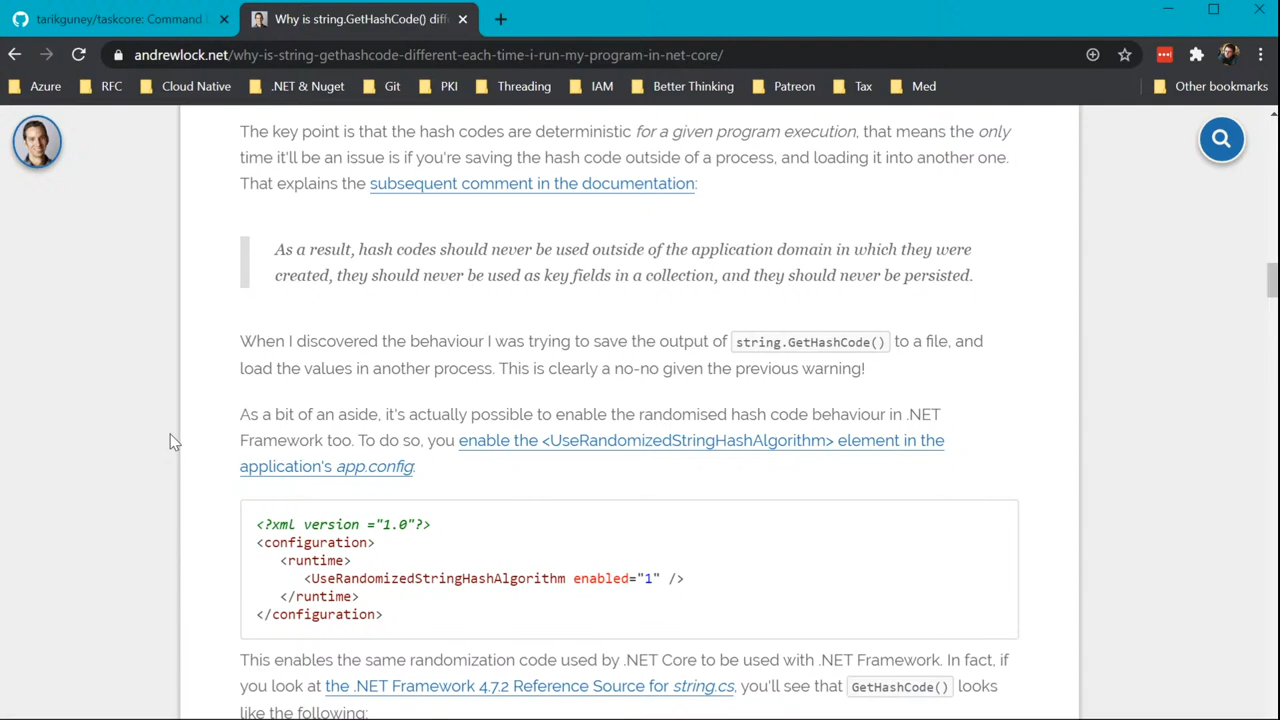 tarikguney/taskcore: Command
Why is string.GetHashCode() diff
andrewlock.net/why-is-string-gethashcode-different-each-time-i-run-my-program-in-net-core/
Azure RFC Cloud Native .NET & Nuget Git PKI Threading IAM Better Thinking Patreon Tax Med Other bookmarks
The key point is that the hash codes are deterministic for a given program execution, that means the only
time it'll be an issue is if you're saving the hash code outside of a process, and loading it into another one.
That explains the subsequent comment in the documentation:
As a result, hash codes should never be used outside of the application domain in which they were
created, they should never be used as key fields in a collection, and they should never be persisted.
When I discovered the behaviour I was trying to save the output of string.GetHashCode() to a file, and
load the values in another process. This is clearly a no-no given the previous warning!
As a bit of an aside, it's actually possible to enable the randomised hash code behaviour in .NET
Framework too. To do so, you enable the <UseRandomizedStringHashAlgorithm> element in the
application's app.config:
<?xml version ="1.0"?>
<configuration>
<runtime>
<UseRandomizedStringHashAlgorithm enabled="1" />
</runtime>
</configuration>
This enables the same randomization code used by .NET Core to be used with .NET Framework. In fact, if
you look at the .NET Framework 4.7.2 Reference Source for string.cs, you'll see that GetHashCode() looks
like the following: